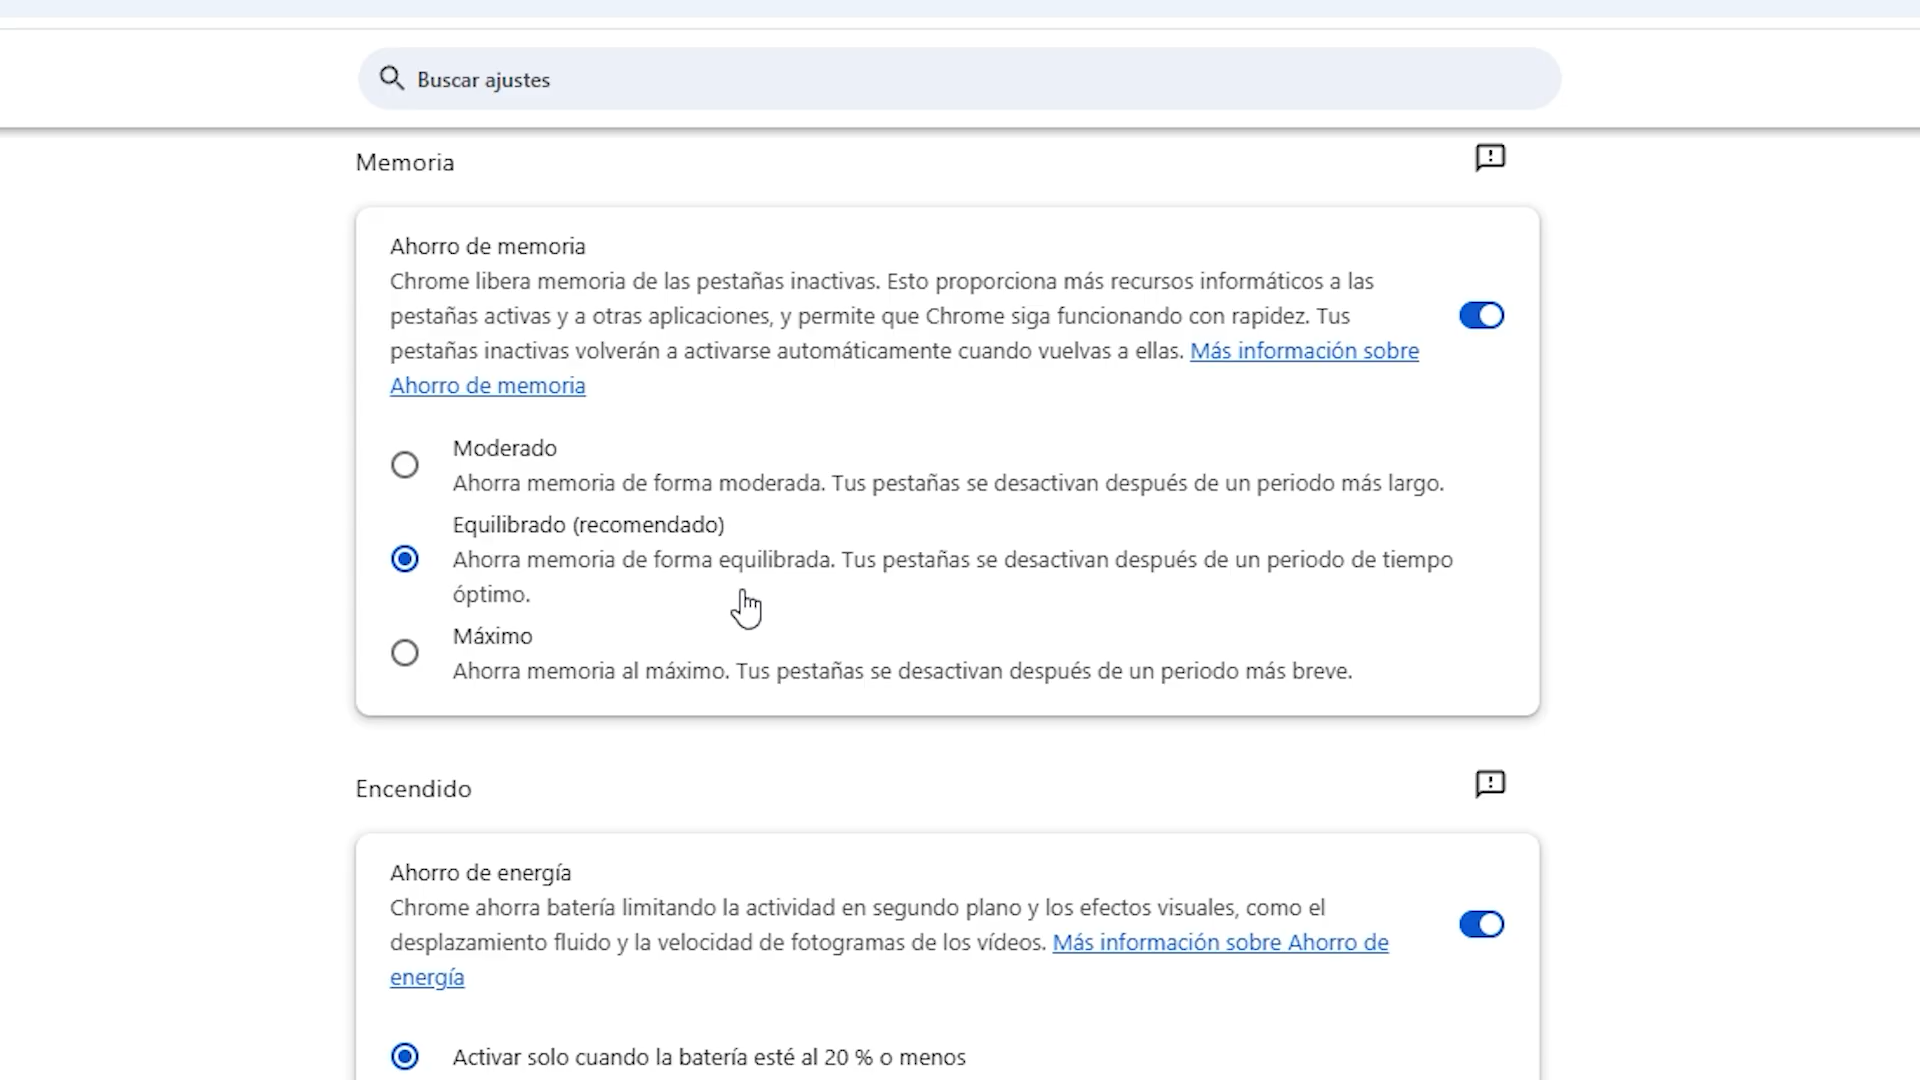 Buscar ajustes
Memoria
Ahorro de memoria
Chrome libera memoria de las pestañas inactivas. Esto proporciona más recursos informáticos a las
pestañas activas y a otras aplicaciones, y permite que Chrome siga funcionando con rapidez. Tus
pestañas inactivas volverán a activarse automáticamente cuando vuelvas a ellas. Más información sobre
Ahorro de memoria
Moderado
Ahorra memoria de forma moderada. Tus pestañas se desactivan después de un periodo más largo.
Equilibrado (recomendado)
Ahorra memoria de forma equilibrada. Tus pestañas se desactivan después de un periodo de tiempo
óptimo.
Máximo
Ahorra memoria al máximo. Tus pestañas se desactivan después de un periodo más breve.
Encendido
Ahorro de energía
Chrome ahorra batería limitando la actividad en segundo plano y los efectos visuales, como el
desplazamiento fluido y la velocidad de fotogramas de los vídeos. Más información sobre Ahorro de
energía
Activar solo cuando la batería esté al 20 % o menos